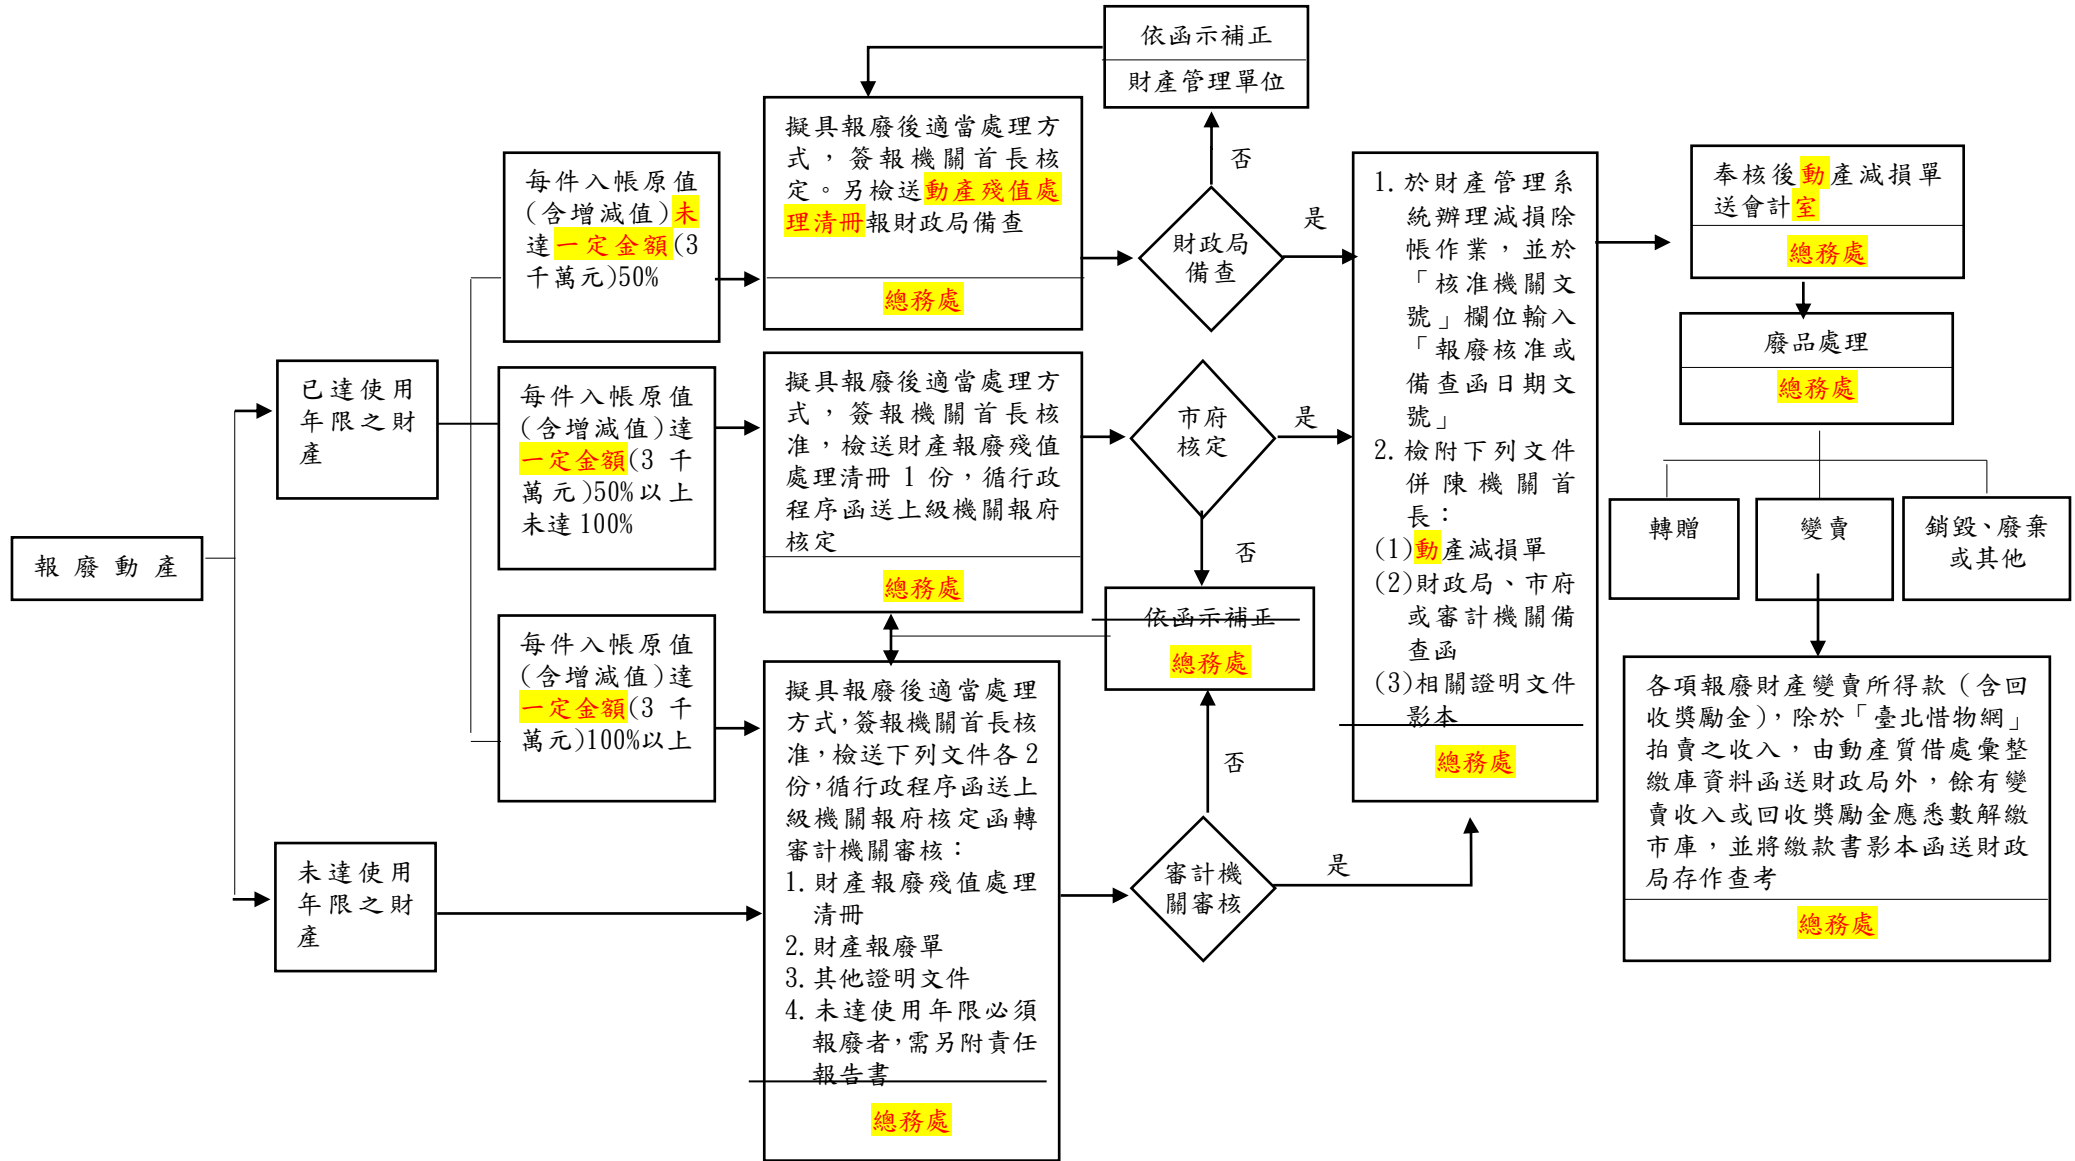 依函示補正
財產管理單位
擬具報廢後適當處理方
式，簽報機關首長核
定。另檢送動產殘值處
理清冊報財政局備查
總務處
每件入帳原值
(含增減值)未
達一定金額(3
千萬元)50%
否
財政局
備查
是
1. 於財產管理系
統辦理減損除
帳作業，並於
「核准機關文
號」欄位輸入
「報廢核准或
備查函日期文
號」
2. 檢附下列文件
併陳機關首
長：
(1)動產減損單
(2)財政局、市府
或審計機關備
查函
(3)相關證明文件
影本
總務處
奉核後動產減損單
送會計室
總務處
廢品處理
總務處
轉贈
變賣
銷毀、廢棄
或其他
各項報廢財產變賣所得款（含回
收獎勵金），除於「臺北惜物網」
拍賣之收入，由動產質借處彙整
繳庫資料函送財政局外，餘有變
賣收入或回收獎勵金應悉數解繳
市庫，並將繳款書影本函送財政
局存作查考
總務處
已達使用
年限之財
產
每件入帳原值
(含增減值)達
一定金額(3 千
萬元)50%以上
未達 100%
擬具報廢後適當處理方
式，簽報機關首長核
准，檢送財產報廢殘值
處理清冊 1 份，循行政
程序函送上級機關報府
核定
總務處
市府
核定
是
否
依函示補正
總務處
否
報廢動產
每件入帳原值
(含增減值)達
一定金額(3 千
萬元)100%以上
擬具報廢後適當處理
方式，簽報機關首長核
准，檢送下列文件各 2
份，循行政程序函送上
級機關報府核定函轉
審計機關審核：
1. 財產報廢殘值處理
清冊
2. 財產報廢單
3. 其他證明文件
4. 未達使用年限必須
報廢者，需另附責任
報告書
總務處
未達使用
年限之財
產
審計機
關審核
是